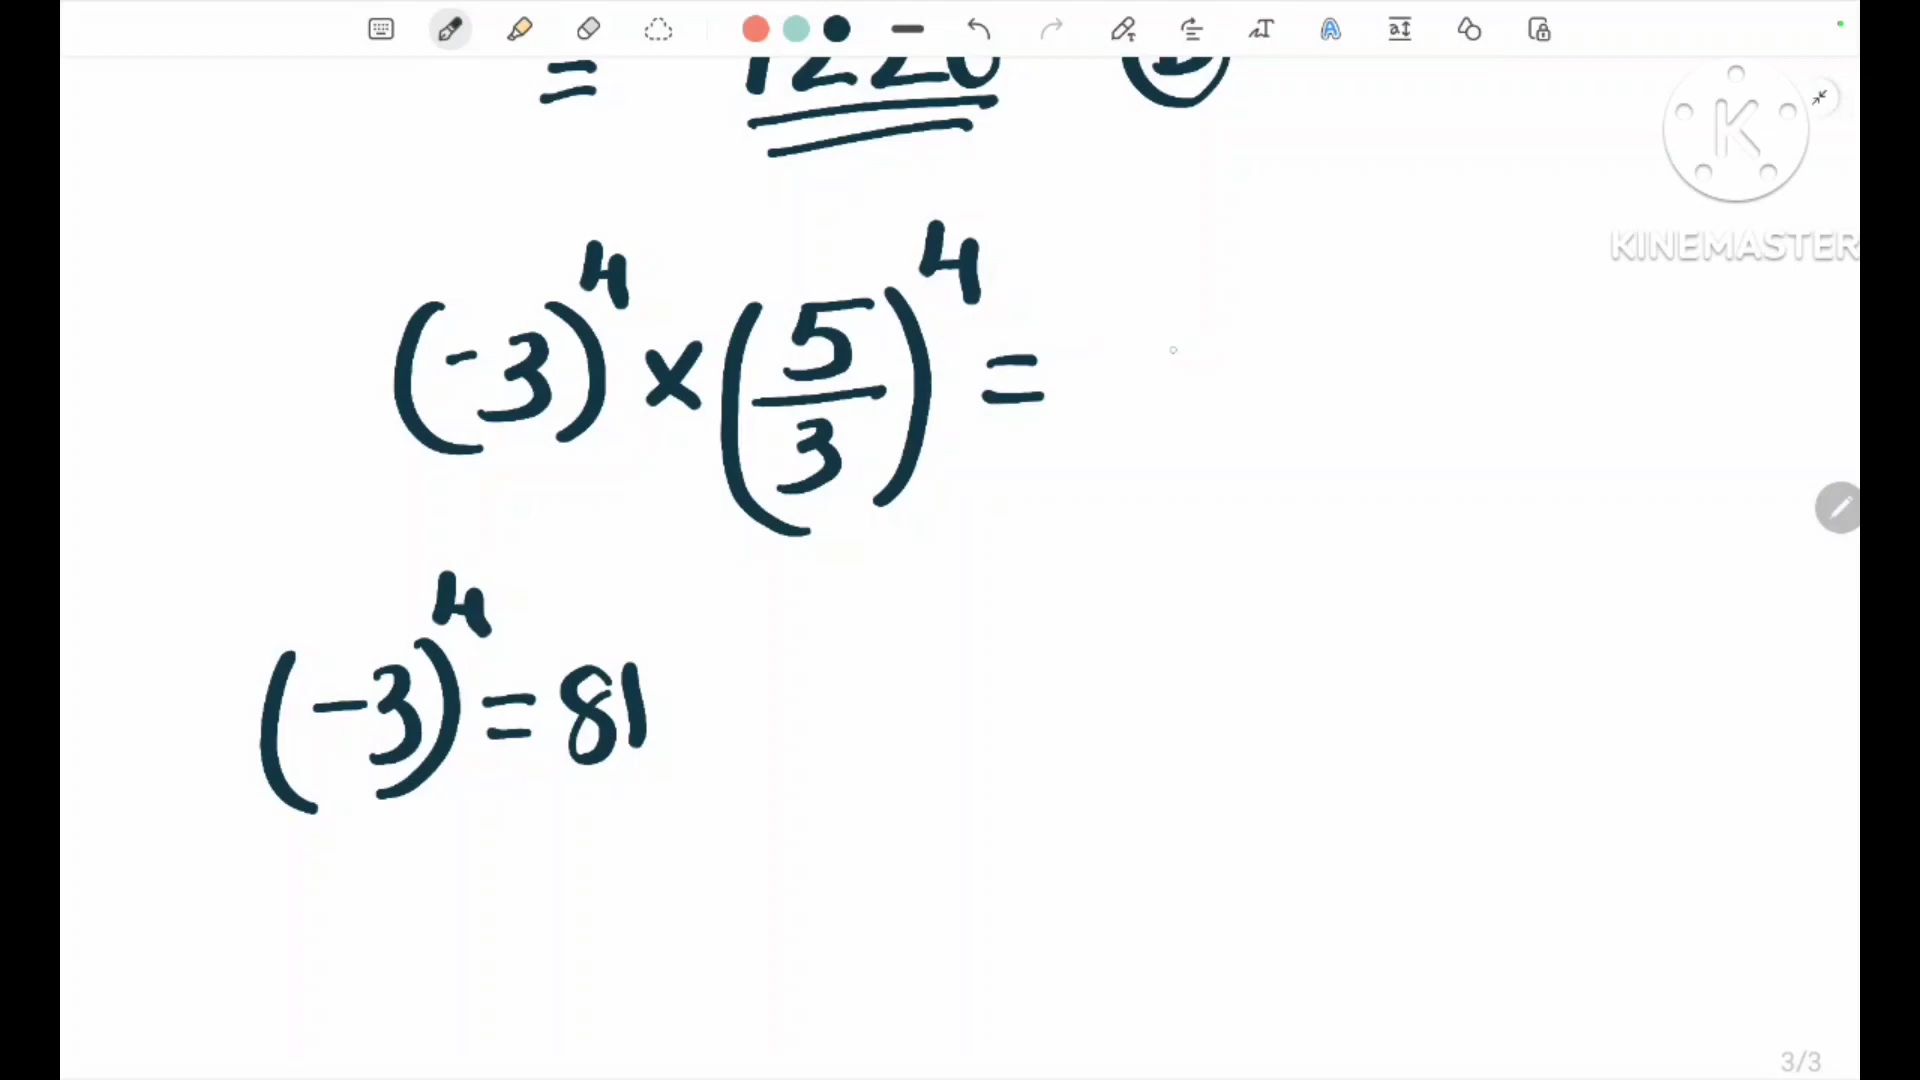 = 1220
K
KINEMASTER
(-3)⁴ × (5/3)⁴ =
(-3)⁴ = 81
3/3